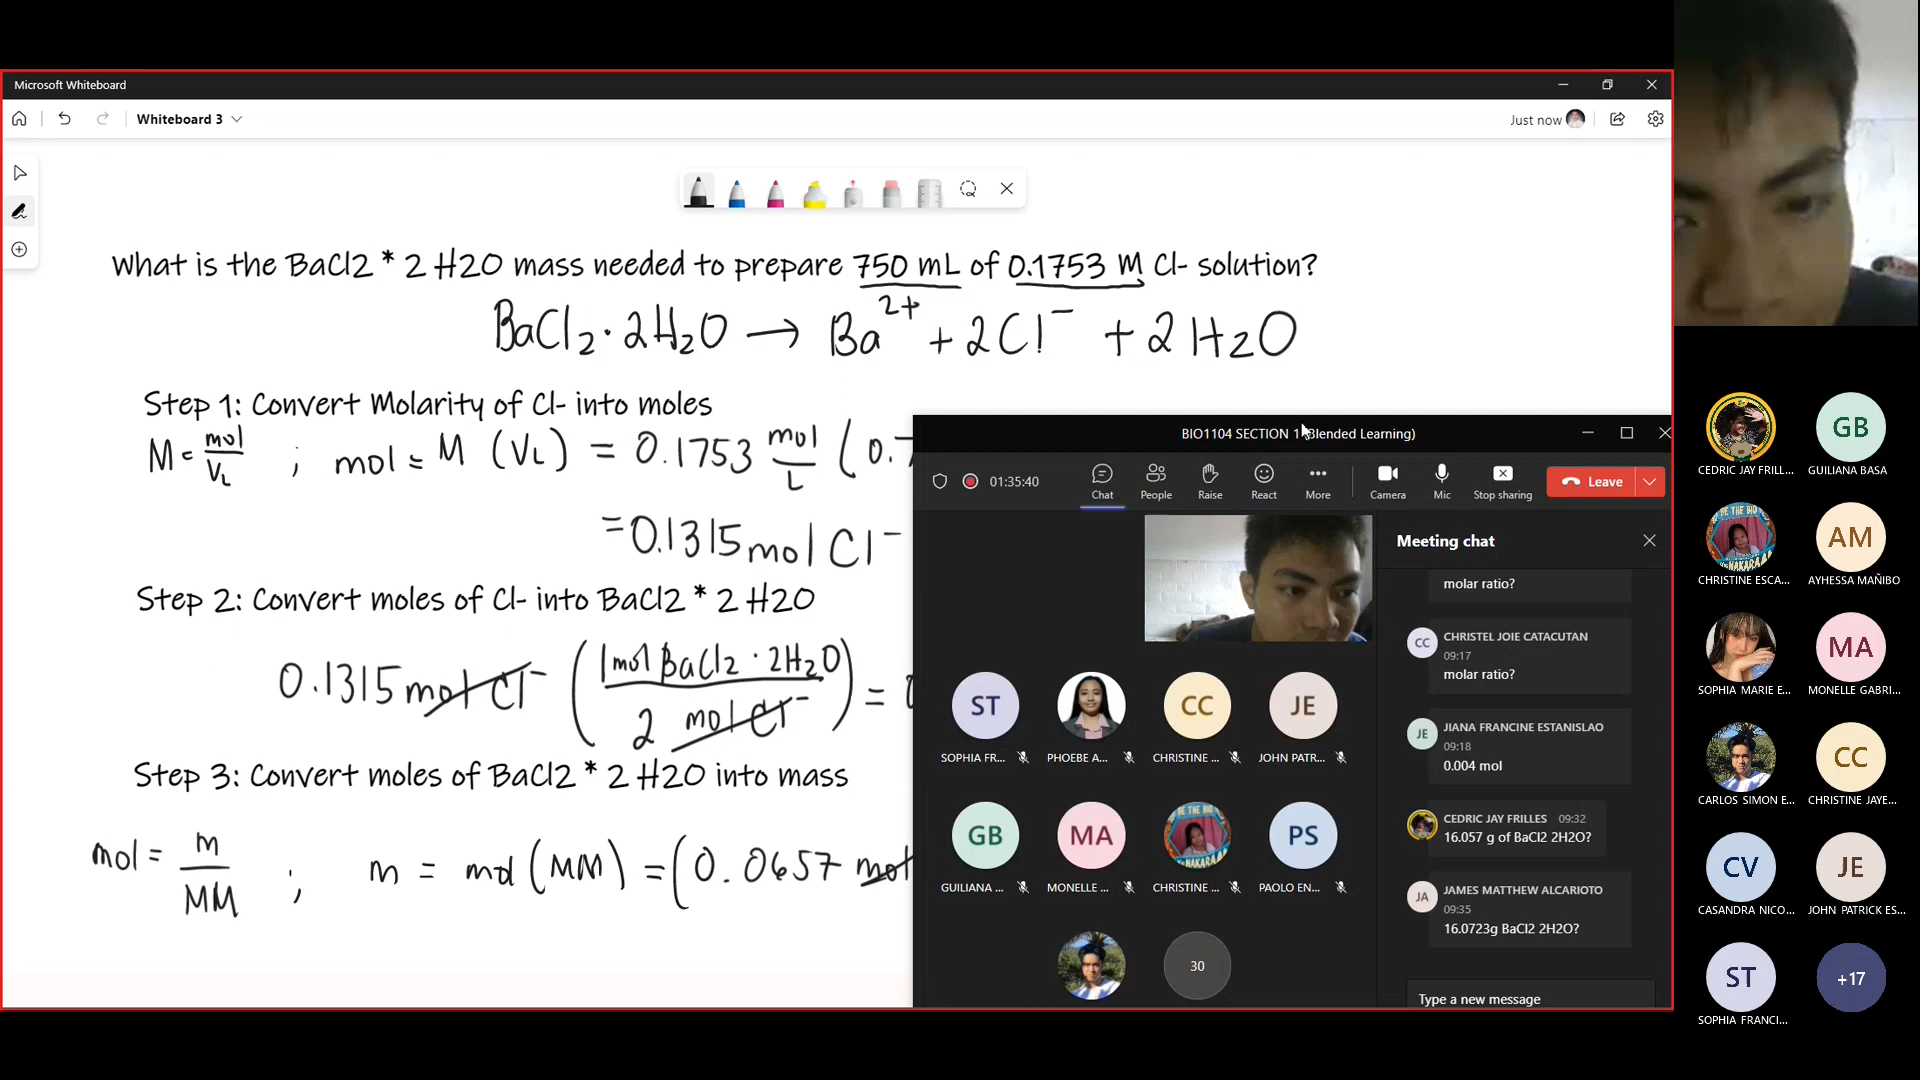 Microsoft Whiteboard
Whiteboard 3
Just now
What is the BaCl2 * 2 H2O mass needed to prepare 750 mL of 0.1753 M Cl- solution?
BaCl₂·2H₂O → Ba²⁺ + 2Cl⁻ + 2H₂O
Step 1: Convert Molarity of Cl- into moles
M = mol/V_L ; mol = M (V_L) = 0.1753 mol/L (0.7
= 0.1315 mol Cl⁻
Step 2: Convert moles of Cl- into BaCl2 * 2 H2O
0.1315 mol Cl⁻ (1 mol BaCl₂·2H₂O / 2 mol Cl⁻) = 0
Step 3: Convert moles of BaCl2 * 2 H2O into mass
mol = m/MM ; m = mol (MM) = (0.0657 mol
BIO1104 SECTION 1 (Blended Learning)
01:35:40
Chat
People
Raise
React
More
Camera
Mic
Stop sharing
Leave
Meeting chat
molar ratio?
CC
CHRISTEL JOIE CATACUTAN
09:17
molar ratio?
JE
JIANA FRANCINE ESTANISLAO
09:18
0.004 mol
CEDRIC JAY FRILLES 09:32
16.057 g of BaCl2 2H2O?
JA
JAMES MATTHEW ALCARIOTO
09:35
16.0723g BaCl2 2H2O?
Type a new message
ST
CC
JE
SOPHIA FR...
PHOEBE A...
CHRISTINE ...
JOHN PATR...
GB
MA
PS
GUILIANA ...
MONELLE ...
CHRISTINE ...
PAOLO EN...
30
GB
CEDRIC JAY FRILL...
GUILIANA BASA
AM
CHRISTINE ESCA...
AYHESSA MAÑIBO
MA
SOPHIA MARIE E...
MONELLE GABRI...
CC
CARLOS SIMON E...
CHRISTINE JAYE...
CV
JE
CASANDRA NICO...
JOHN PATRICK ES...
ST
+17
SOPHIA FRANCI...